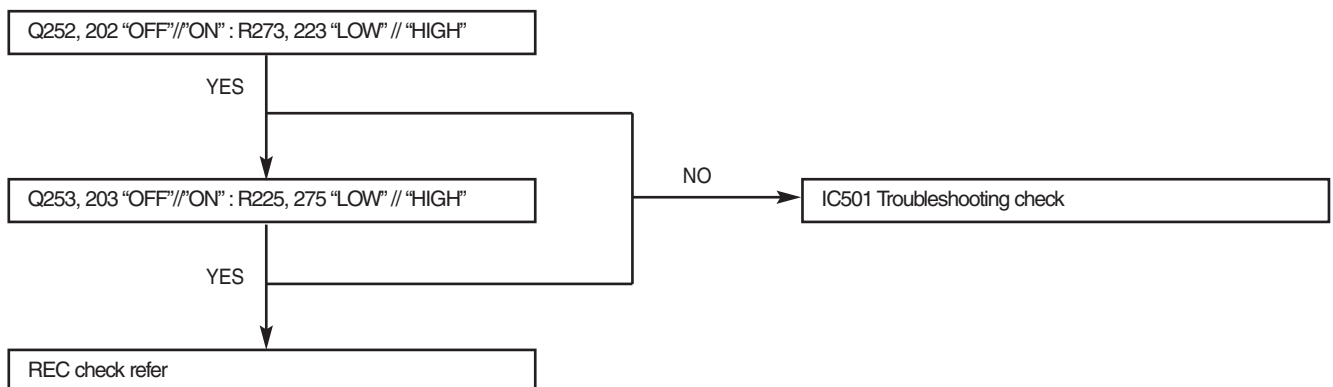 Q252, 202 “OFF”//”ON” : R273, 223 “LOW” // “HIGH”
YES
Q253, 203 “OFF”//”ON” : R225, 275 “LOW” // “HIGH”
NO
IC501 Troubleshooting check
YES
REC check refer